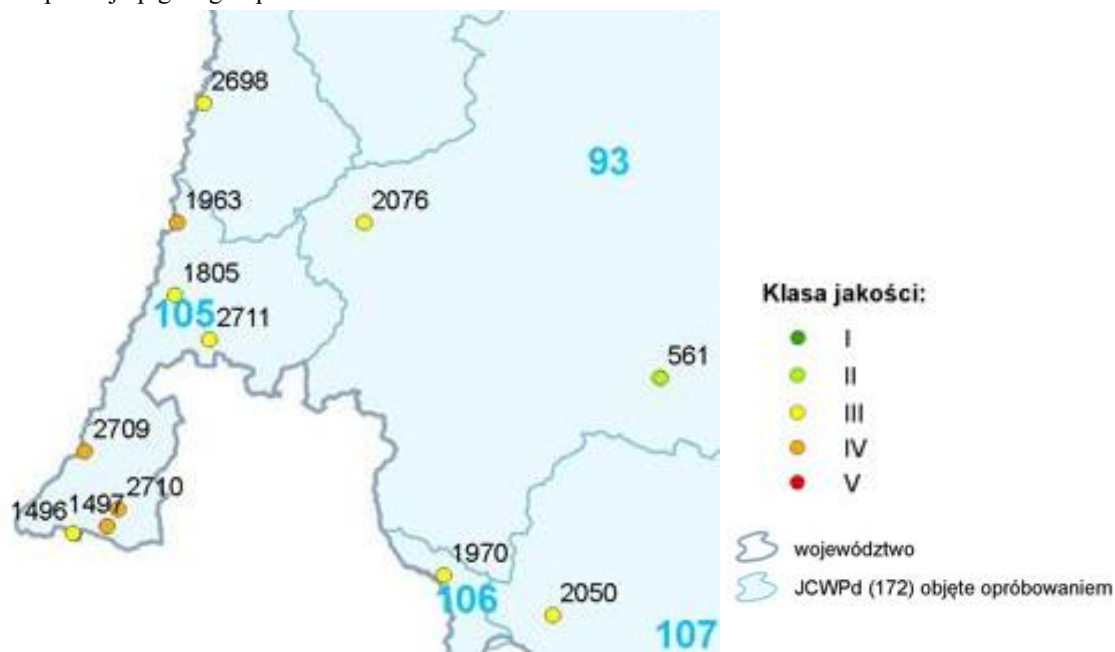 2698
93
1963
2076
1805
105
2711
561
2709
2710
1497
1496
1970
106
2050
107
Klasa jakości:
I
II
III
IV
V
województwo
JCWPd (172) objęte opróbowaniem